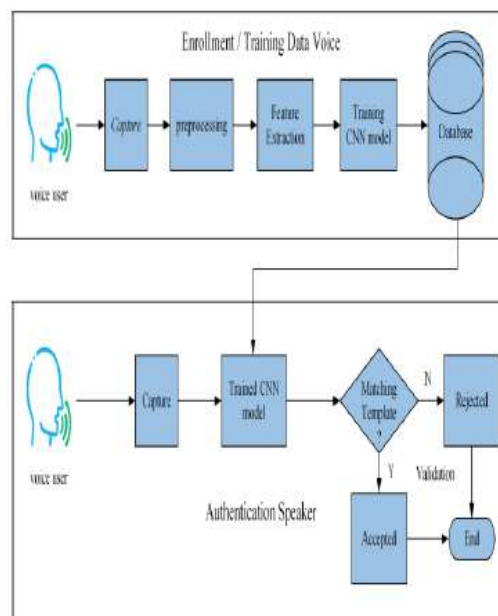 Enrollment / Training Data Voice
Capture
preprocessing
Feature
Extraction
Training
CNN model
Database
voice user
Capture
Trained CNN
model
Matching
Template
?
N
Rejected
Y
Validation
voice user
Authentication Speaker
Accepted
End